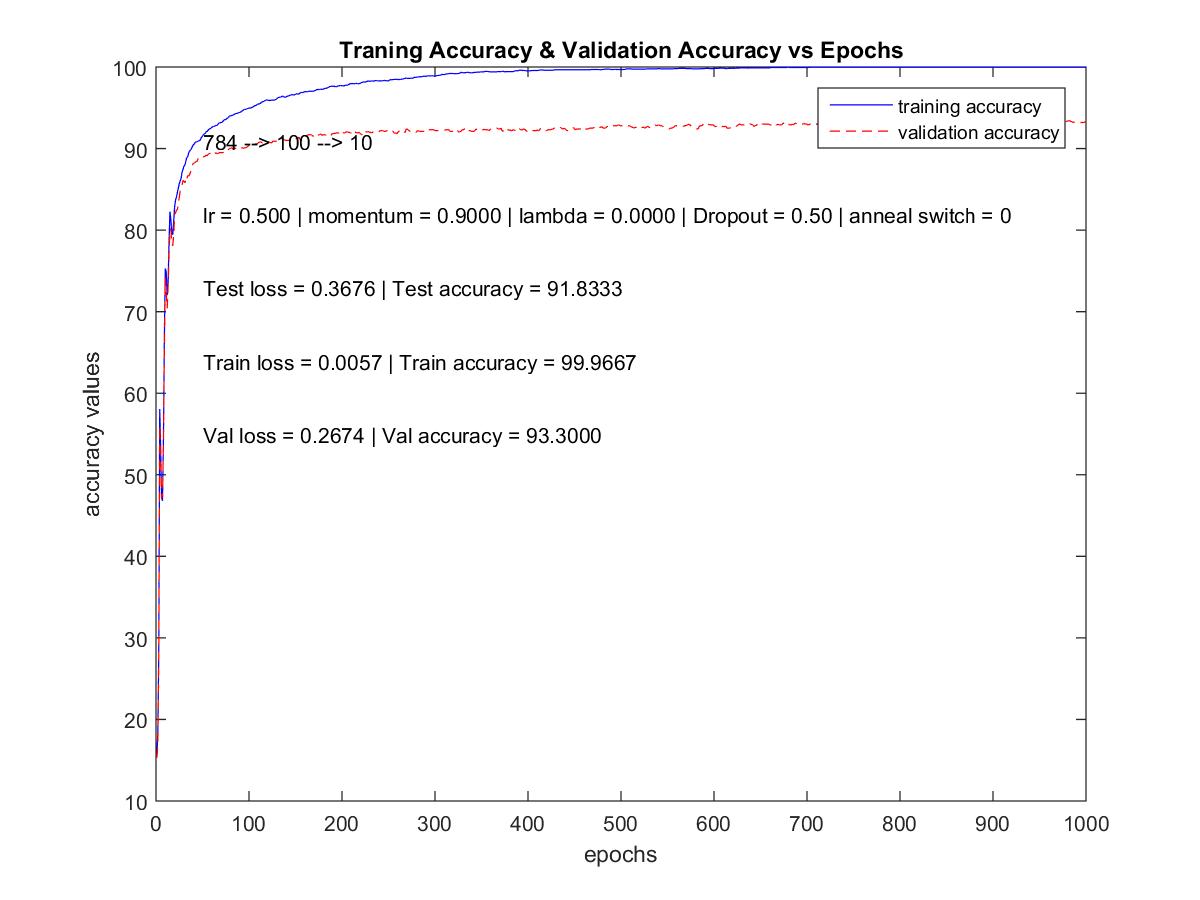 Traning Accuracy & Validation Accuracy vs Epochs
100
90
80
70
60
50
40
30
20
10
accuracy values
training accuracy
validation accuracy
784 --> 100 --> 10
lr = 0.500 | momentum = 0.9000 | lambda = 0.0000 | Dropout = 0.50 | anneal switch = 0
Test loss = 0.3676 | Test accuracy = 91.8333
Train loss = 0.0057 | Train accuracy = 99.9667
Val loss = 0.2674 | Val accuracy = 93.3000
0 100 200 300 400 500 600 700 800 900 1000
epochs